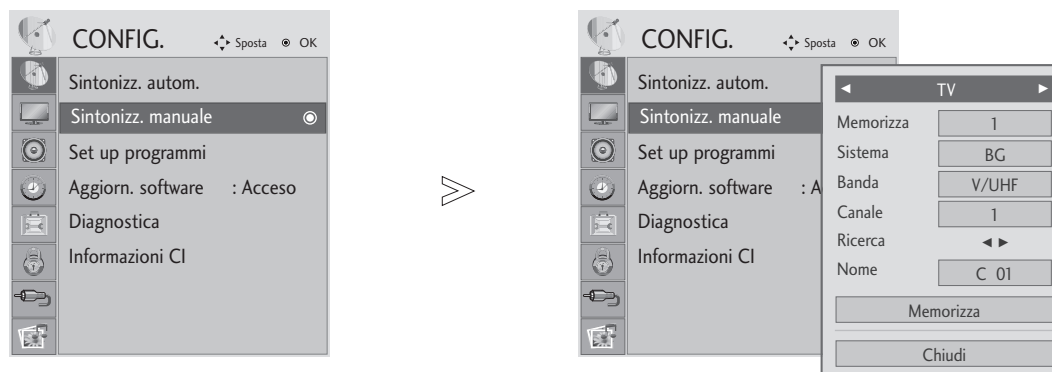 CONFIG. Sposta OK
Sintonizz. autom.
Sintonizz. manuale
Set up programmi
Aggiorn. software : Acceso
Diagnostica
Informazioni CI
CONFIG. Sposta OK
Sintonizz. autom.
Sintonizz. manuale
Set up programmi
Aggiorn. software : A
Diagnostica
Informazioni CI
◄ TV ►
Memorizza 1
Sistema BG
Banda V/UHF
Canale 1
Ricerca ◄ ►
Nome C 01
Memorizza
Chiudi